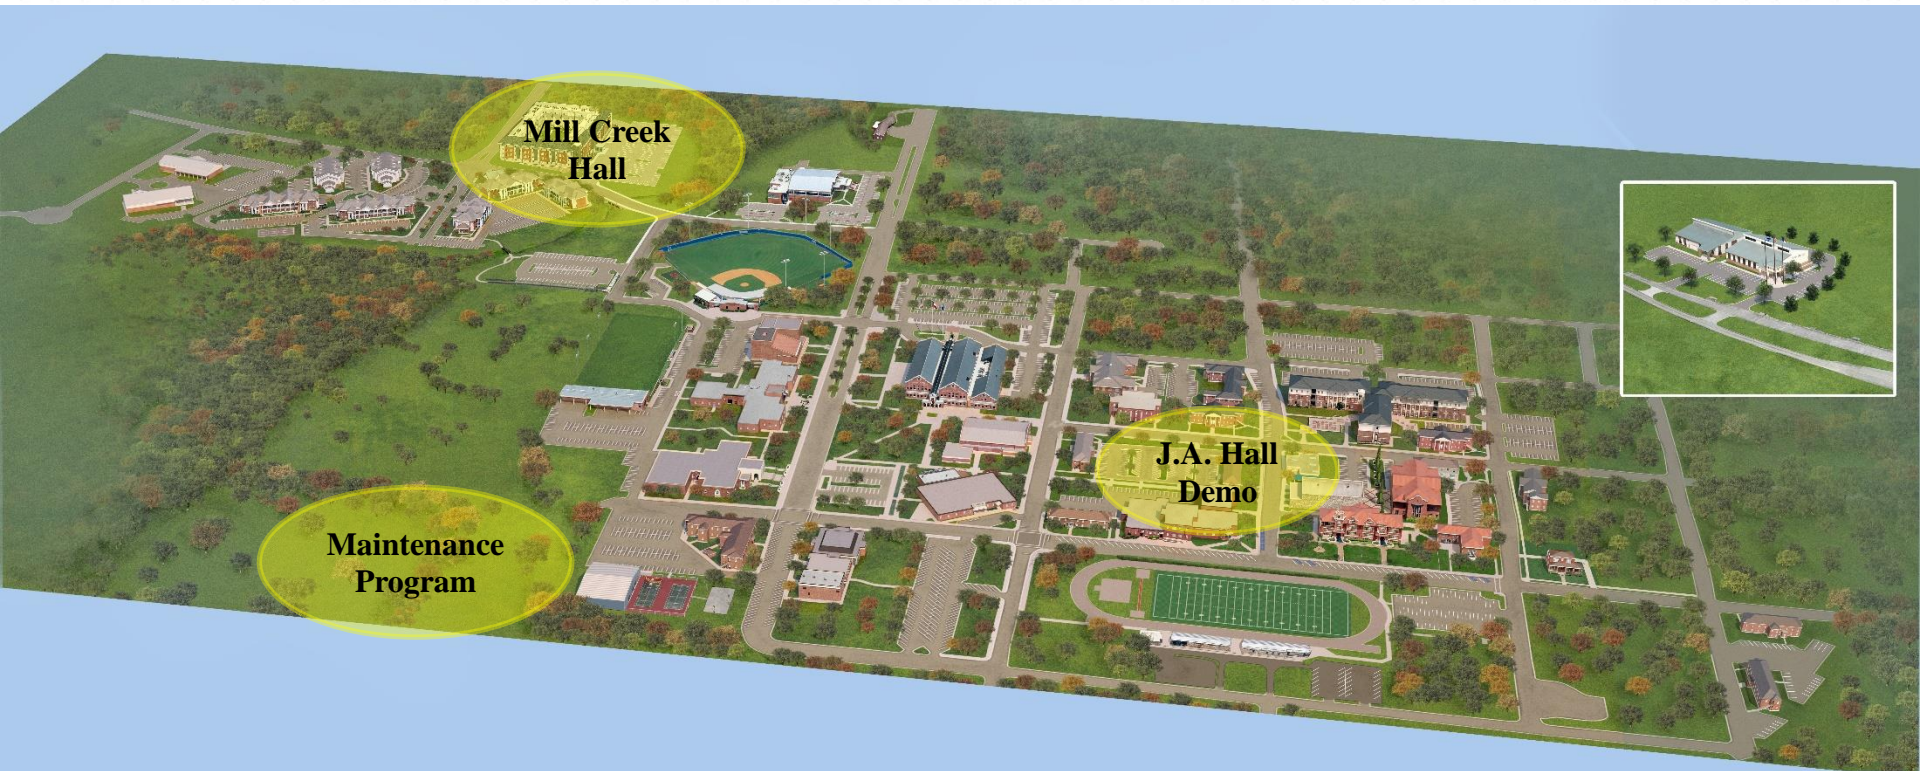 Mill Creek
Hall
J.A. Hall
Demo
Maintenance
Program